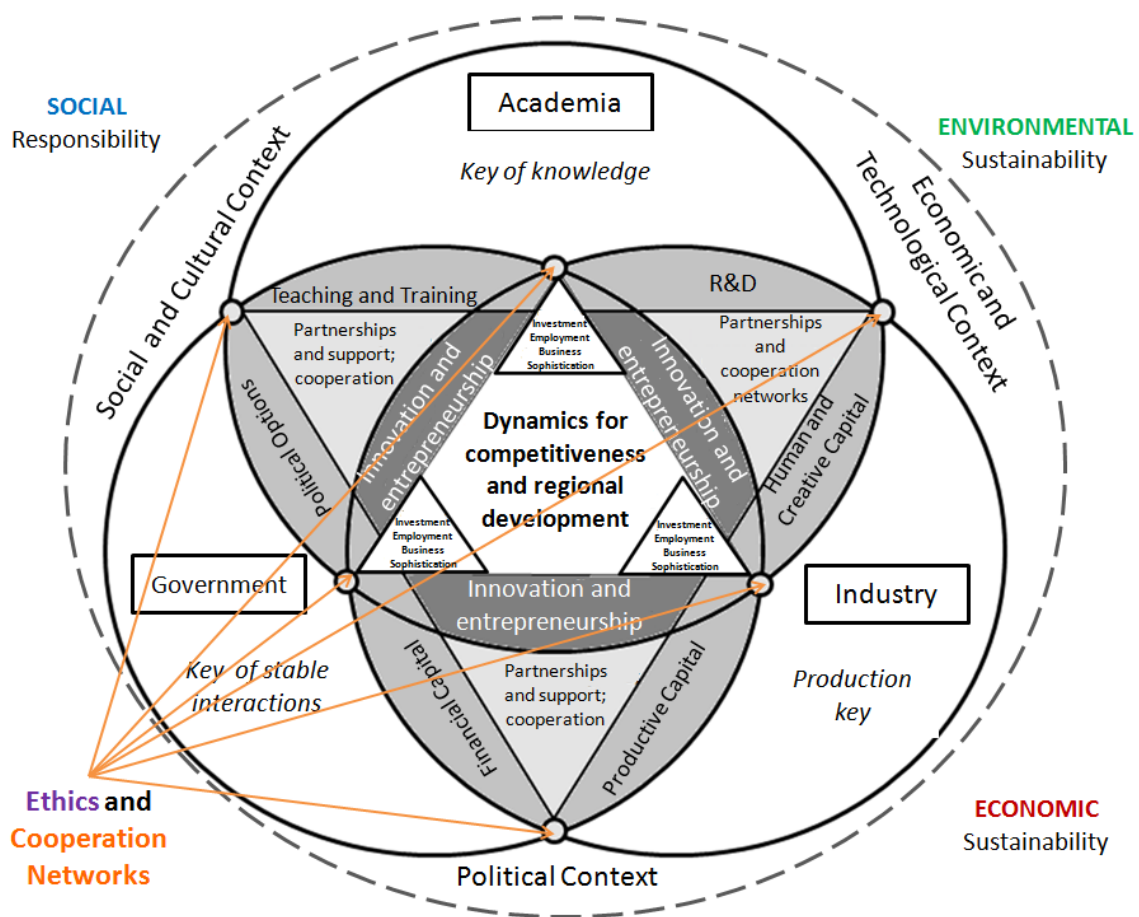 Academia
Key of knowledge
SOCIAL
Responsibility
ENVIRONMENTAL
Sustainability
Social and Cultural Context
Economic and
Technological Context
Teaching and Training
R&D
Partnerships
and support;
cooperation
Investment
Employment
Business
Sophistication
Partnerships
and
cooperation
networks
Political Options
Innovation and
entrepreneurship
Innovation and
entrepreneurship
Human and
Creative Capital
Dynamics for
competitiveness
and regional
development
Investment
Employment
Business
Sophistication
Investment
Employment
Business
Sophistication
Government
Industry
Innovation and
entrepreneurship
Key of stable
interactions
Production
key
Financial Capital
Partnerships
and support;
cooperation
Productive Capital
Ethics and
Cooperation
Networks
Political Context
ECONOMIC
Sustainability